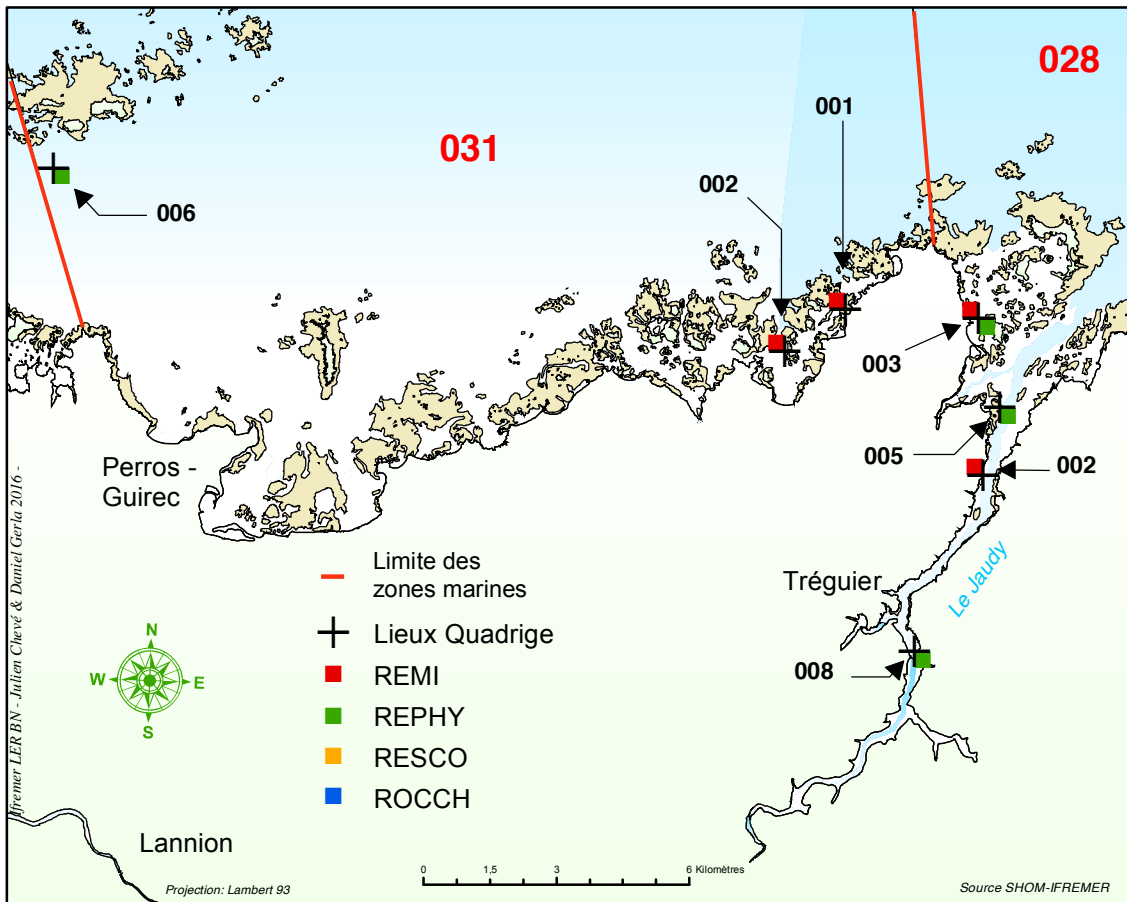 028
001
031
002
006
003
005
002
Perros -
Guirec
Limite des
zones marines
Tréguier
Le Jaudy
Lieux Quadrige
008
REMI
REPHY
RESCO
ROCCH
N
W
E
S
Lannion
0
1,5
3
6 Kilomètres
Projection: Lambert 93
Source SHOM-IFREMER
Ifremer LER BN - Julien Chevé & Daniel Gerla 2016 -